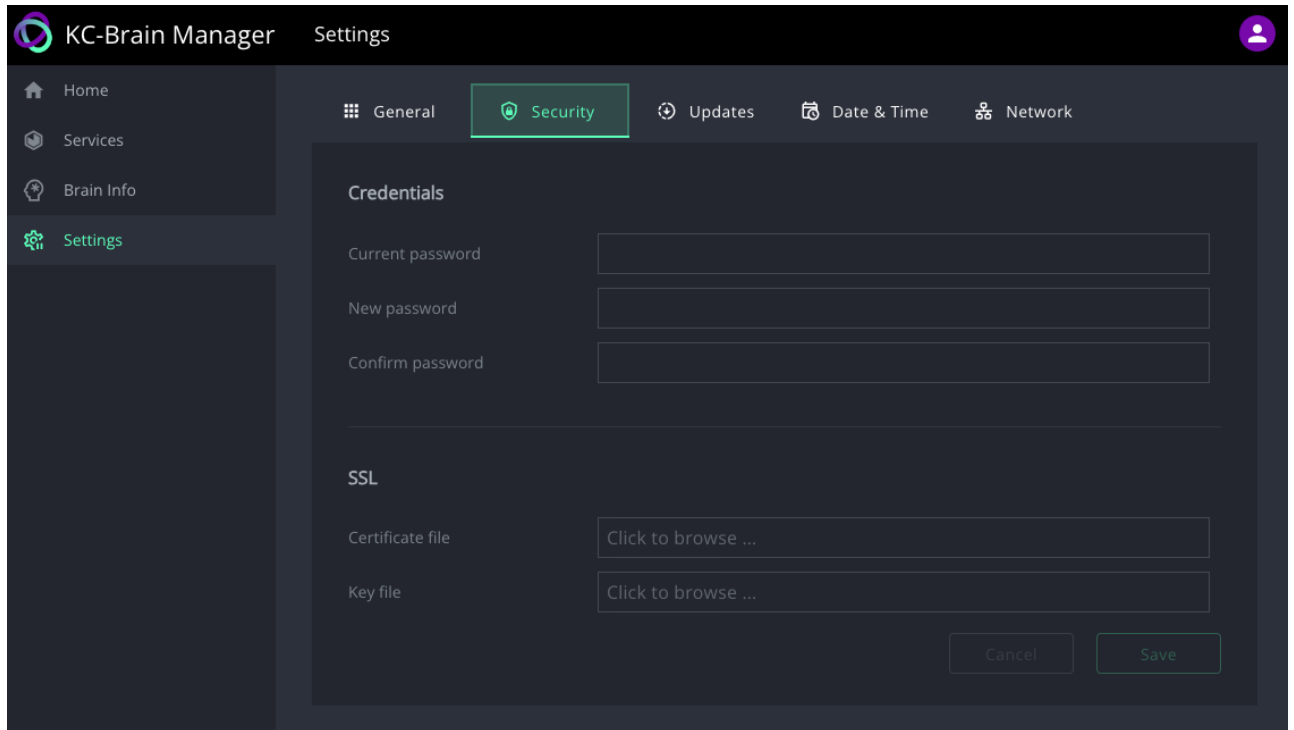 KC-Brain Manager
Settings
Home
Services
Brain Info
Settings
General
Security
Updates
Date & Time
Network
Credentials
Current password
New password
Confirm password
SSL
Certificate file
Click to browse ...
Key file
Click to browse ...
Cancel
Save